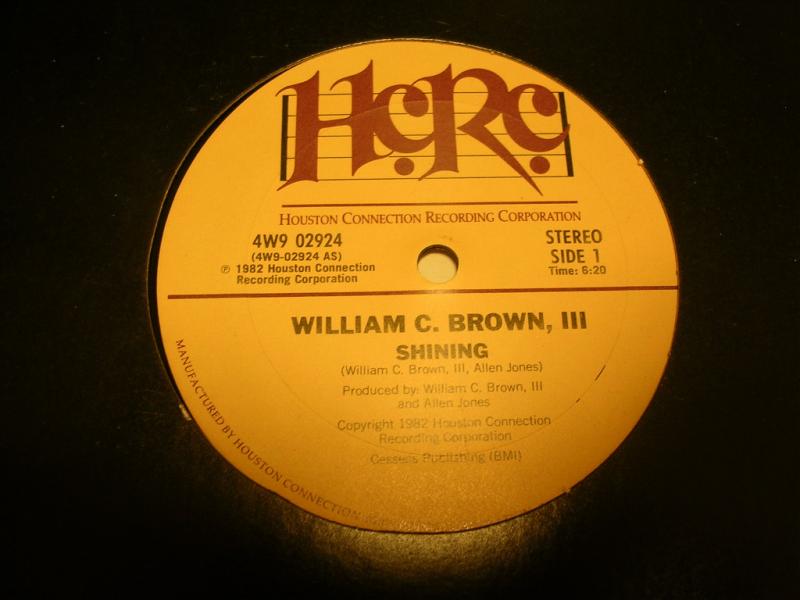 HcRc
HOUSTON CONNECTION RECORDING CORPORATION
4W9 02924
(4W9-02924 AS)
℗ 1982 Houston Connection
Recording Corporation
STEREO
SIDE 1
Time: 6:20
WILLIAM C. BROWN, III
SHINING
(William C. Brown, III, Allen Jones)
Produced by: William C. Brown, III
and Allen Jones
Copyright 1982 Houston Connection
Recording Corporation
Publishing (BMI)
MANUFACTURED BY HOUSTON CONNECTION